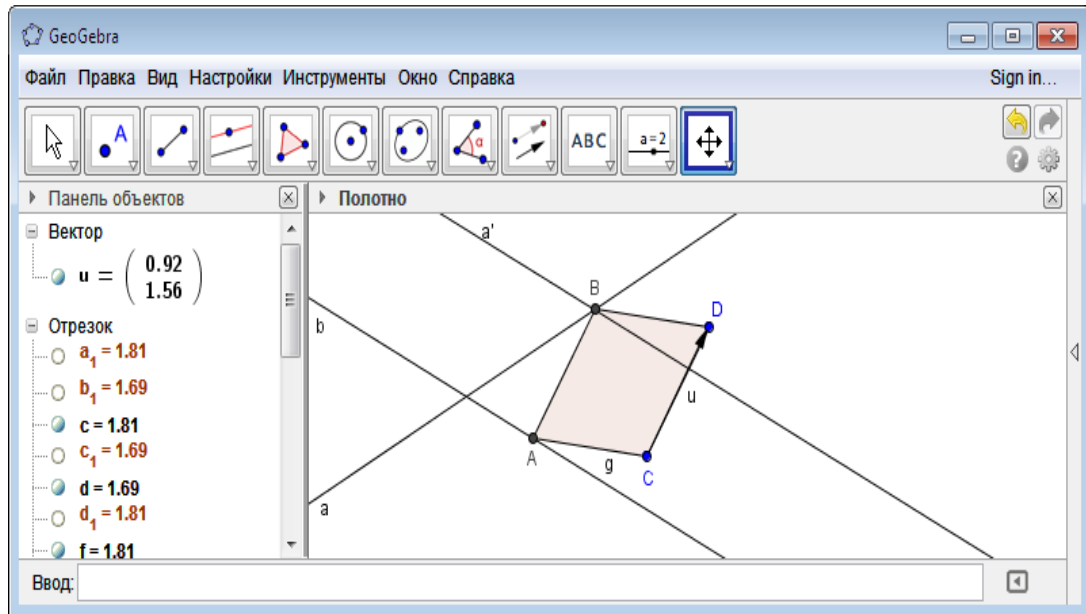 GeoGebra
Файл Правка Вид Настройки Инструменты Окно Справка Sign in...
A α ABC a=2
Панель объектов Полотно
Вектор
u = ( 0.92
1.56 )
Отрезок
a₁ = 1.81
b₁ = 1.69
c = 1.81
c₁ = 1.69
d = 1.69
d₁ = 1.81
f = 1.81
a'
B
D
b
u
A
g
C
a
Ввод: